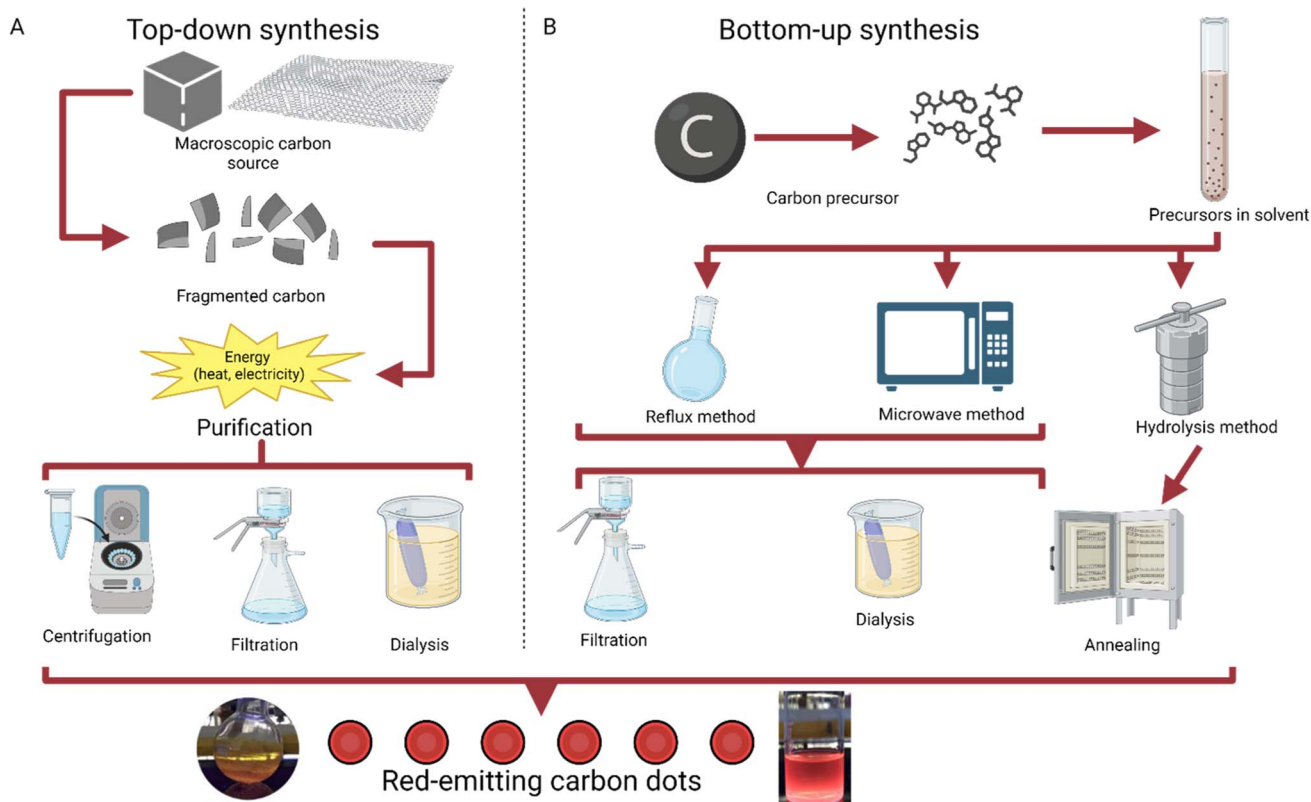 A
Top-down synthesis
Macroscopic carbon
source
Fragmented carbon
Energy
(heat, electricity)
Purification
Centrifugation
Filtration
Dialysis
B
Bottom-up synthesis
C
Carbon precursor
Precursors in solvent
Reflux method
Microwave method
Hydrolysis method
Filtration
Dialysis
Annealing
Red-emitting carbon dots